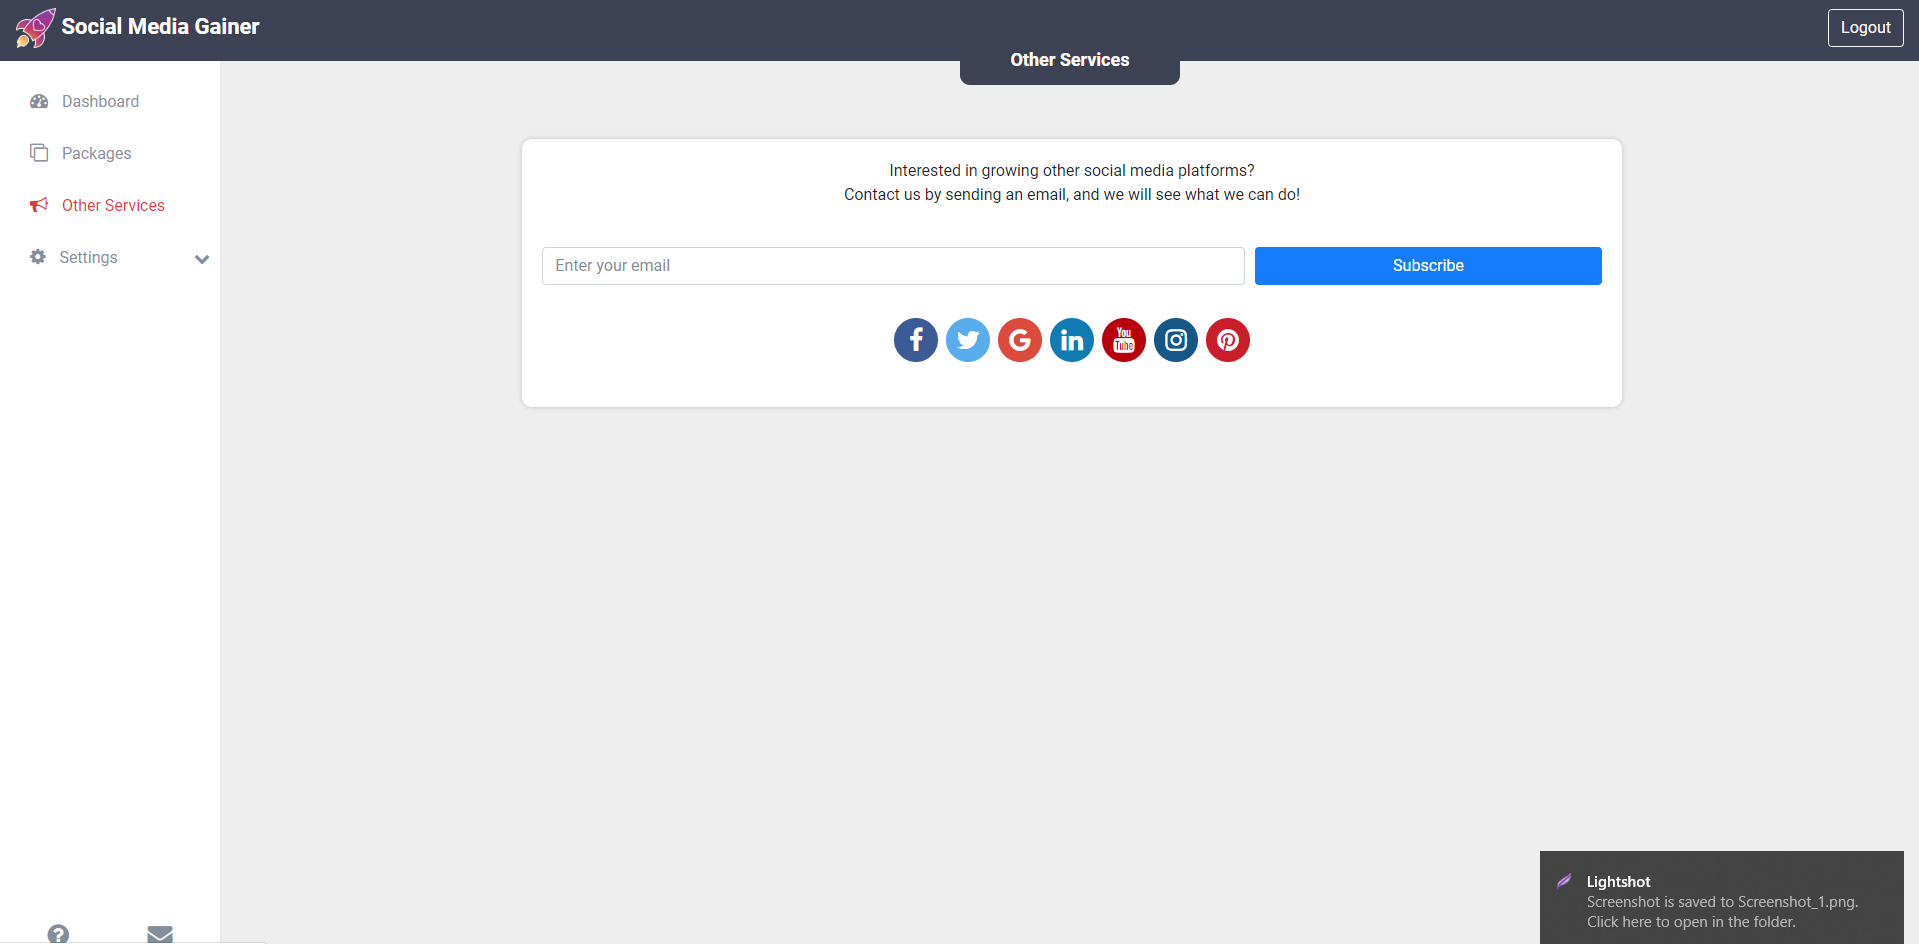 Social Media Gainer
Logout
Other Services
Dashboard
Packages
Other Services
Settings
Interested in growing other social media platforms?
Contact us by sending an email, and we will see what we can do!
Enter your email
Subscribe
You
Tube
Lightshot
Screenshot is saved to Screenshot_1.png.
Click here to open in the folder.